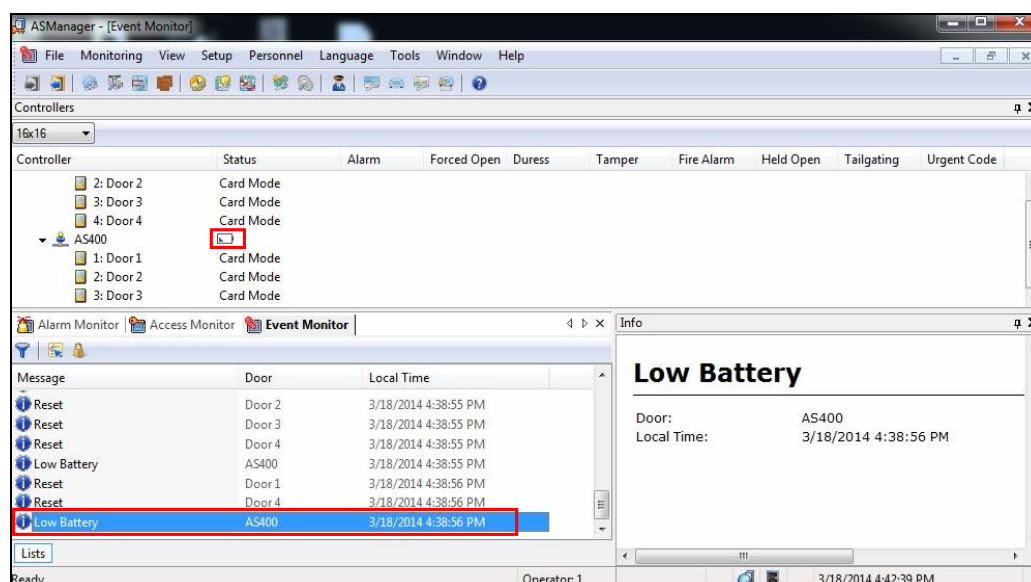 ASManager - [Event Monitor]
File Monitoring View Setup Personnel Language Tools Window Help
Controllers
16x16
Controller Status Alarm Forced Open Duress Tamper Fire Alarm Held Open Tailgating Urgent Code
2: Door 2 Card Mode
3: Door 3 Card Mode
4: Door 4 Card Mode
AS400
1: Door 1 Card Mode
2: Door 2 Card Mode
3: Door 3 Card Mode
Alarm Monitor Access Monitor Event Monitor
Info
Message Door Local Time
Low Battery
Reset Door 2 3/18/2014 4:38:55 PM
Reset Door 3 3/18/2014 4:38:55 PM
Door: AS400
Reset Door 4 3/18/2014 4:38:55 PM
Local Time: 3/18/2014 4:38:56 PM
Low Battery AS400 3/18/2014 4:38:55 PM
Reset Door 1 3/18/2014 4:38:56 PM
Reset Door 4 3/18/2014 4:38:56 PM
Low Battery AS400 3/18/2014 4:38:56 PM
Lists
Ready Operator: 1 3/18/2014 4:42:39 PM